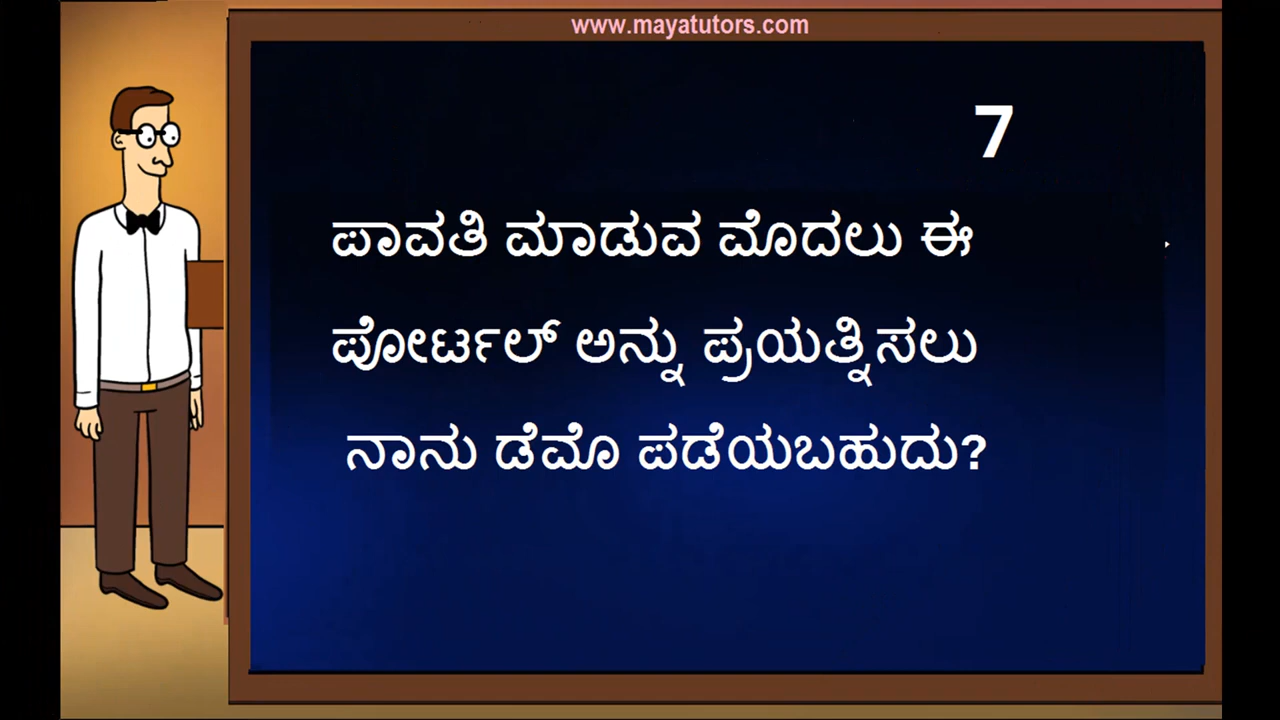 www.mayatutors.com
7
ಪಾವತಿ ಮಾಡುವ ಮೊದಲು ಈ
ಪೋರ್ಟಲ್ ಅನ್ನು ಪ್ರಯತ್ನಿಸಲು
ನಾನು ಡೆಮೊ ಪಡೆಯಬಹುದು?